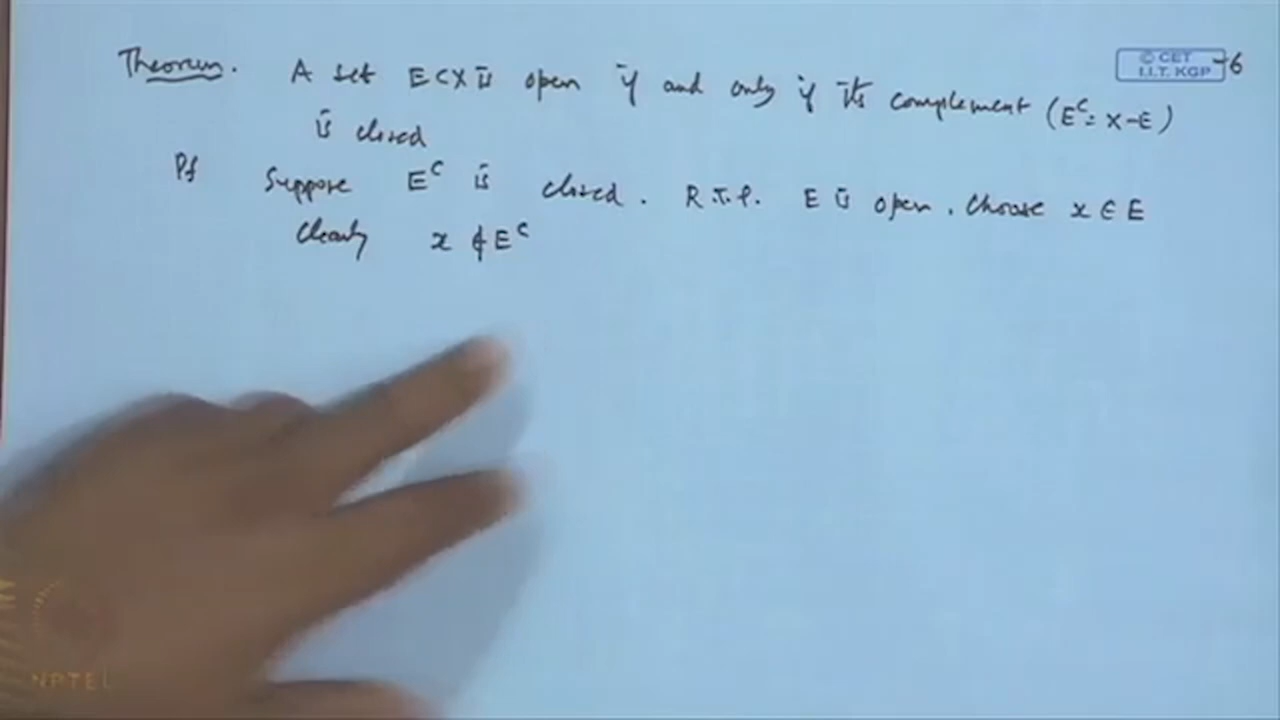 Theorem. A set E⊂X is open if and only if its complement (E^c = X-E)
is closed
Pf Suppose E^c is closed. R.T.P. E is open. Choose x ∈ E
Clearly x ∉ E^c
© CET
I.I.T. KGP
-6
NPTEL